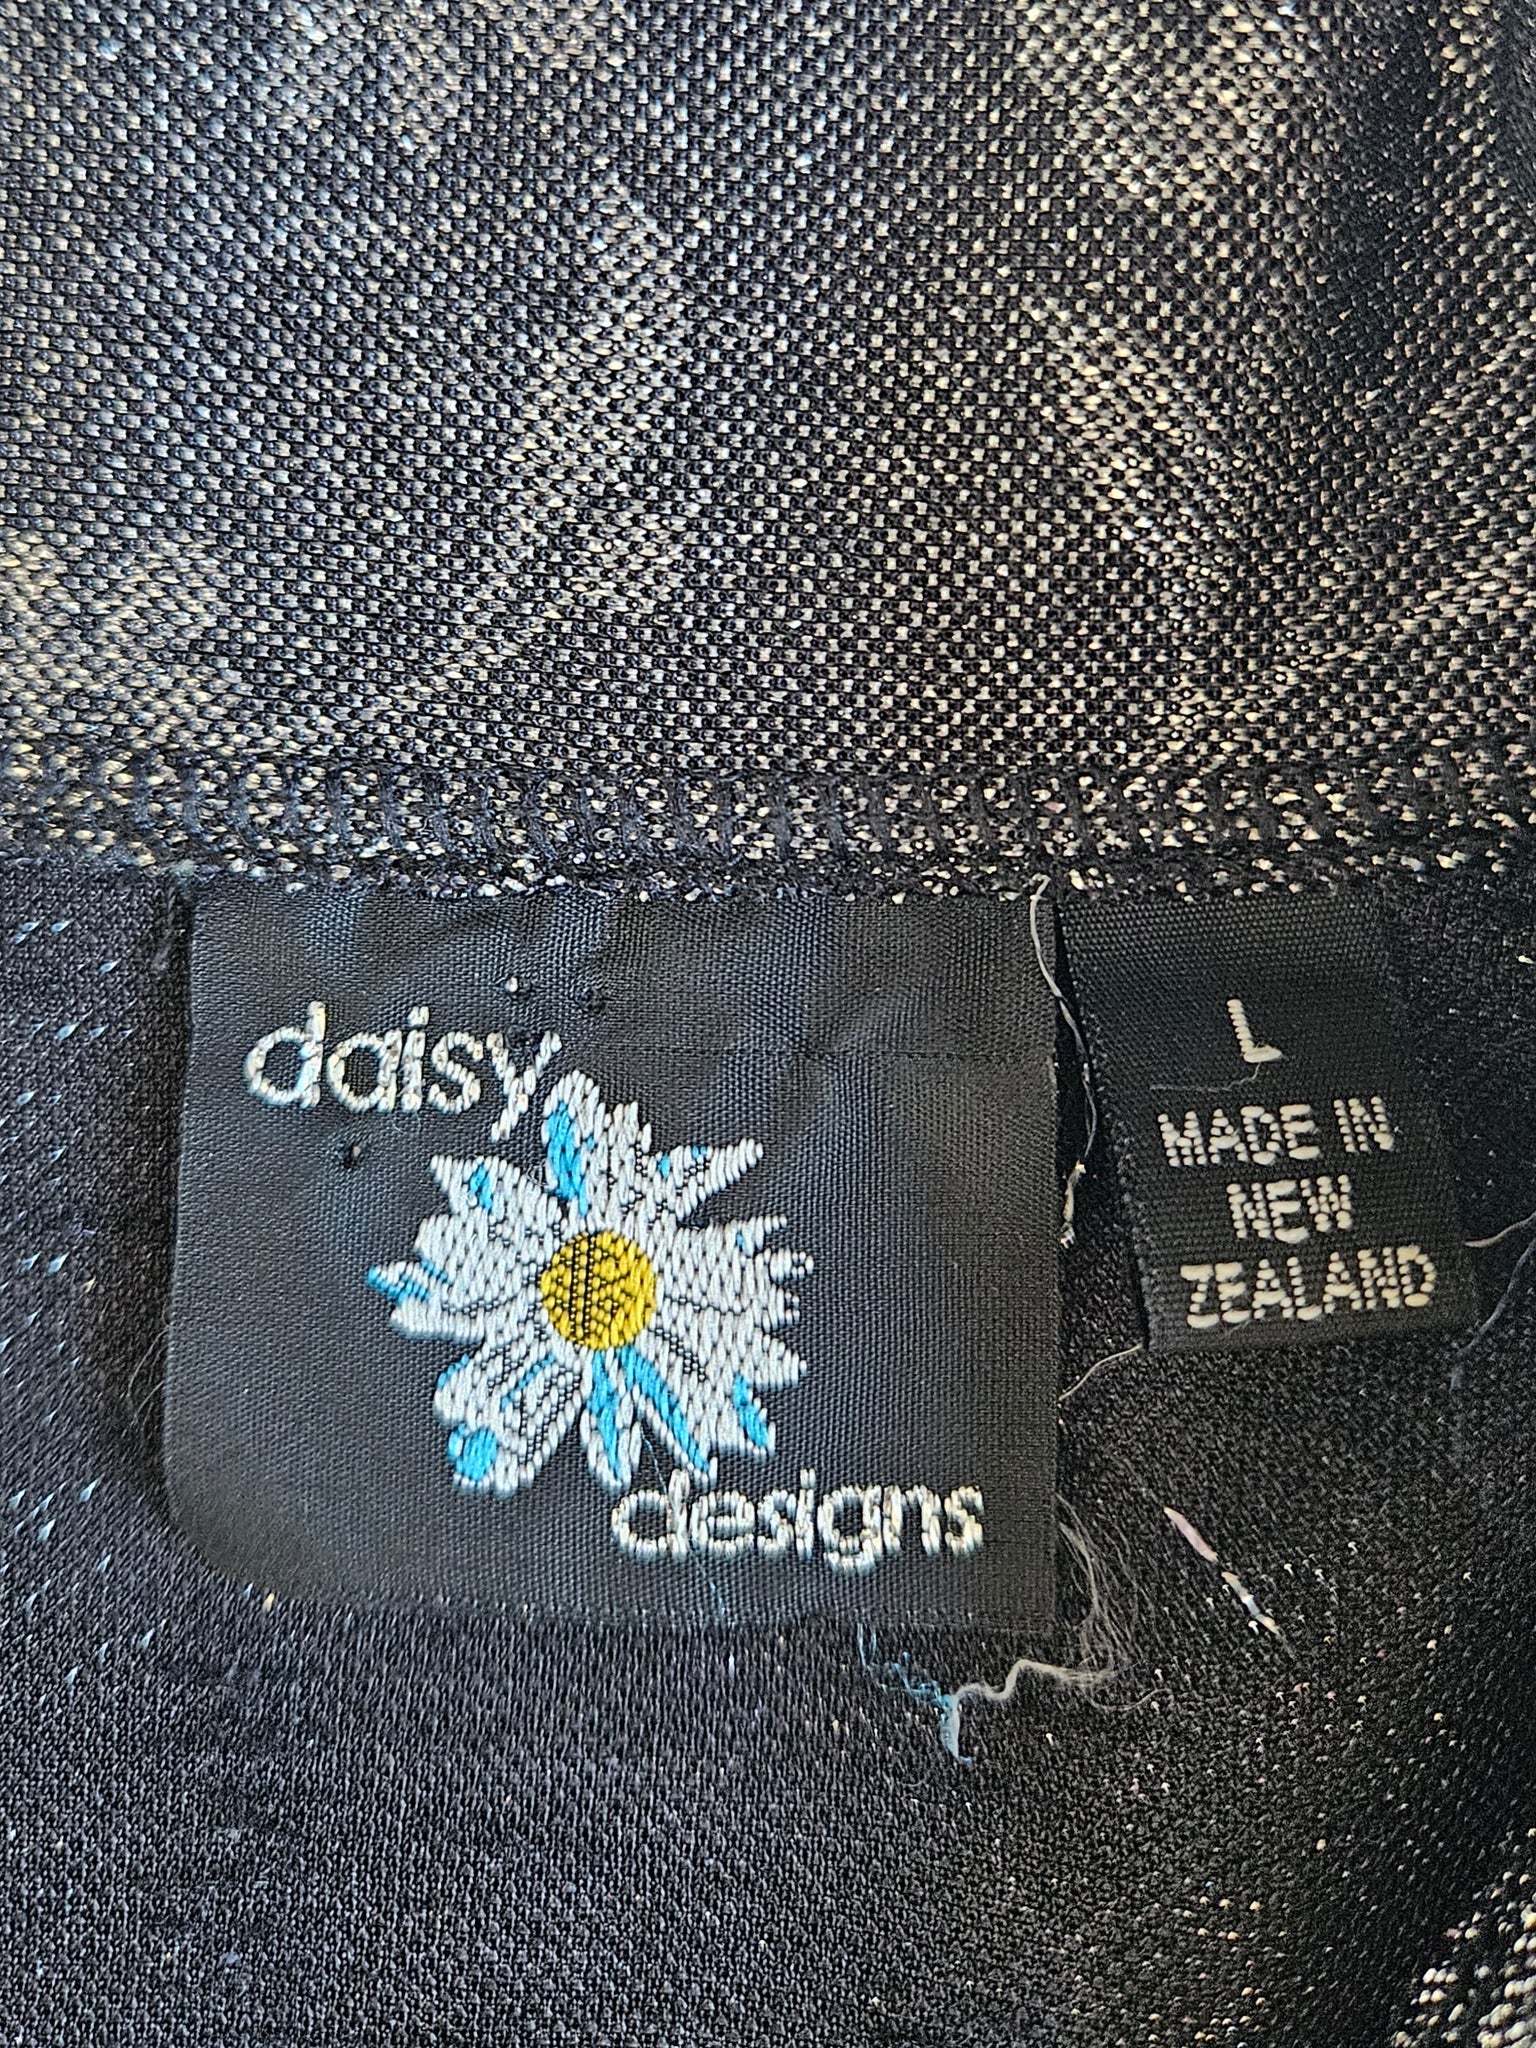 daisy
designs
L
MADE IN
NEW
ZEALAND